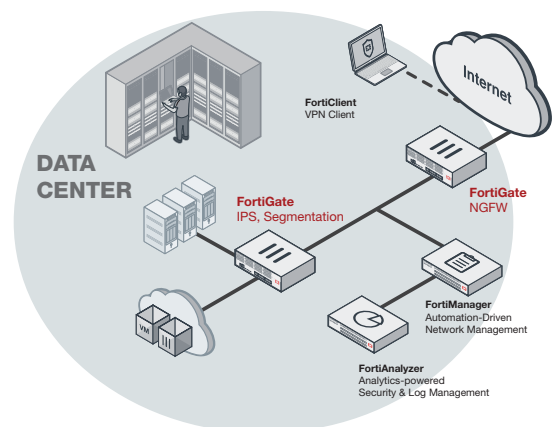 Internet
FortiClient
VPN Client
DATA
CENTER
FortiGate
IPS, Segmentation
FortiGate
NGFW
VM
FortiManager
Automation-Driven
Network Management
FortiAnalyzer
Analytics-powered
Security & Log Management